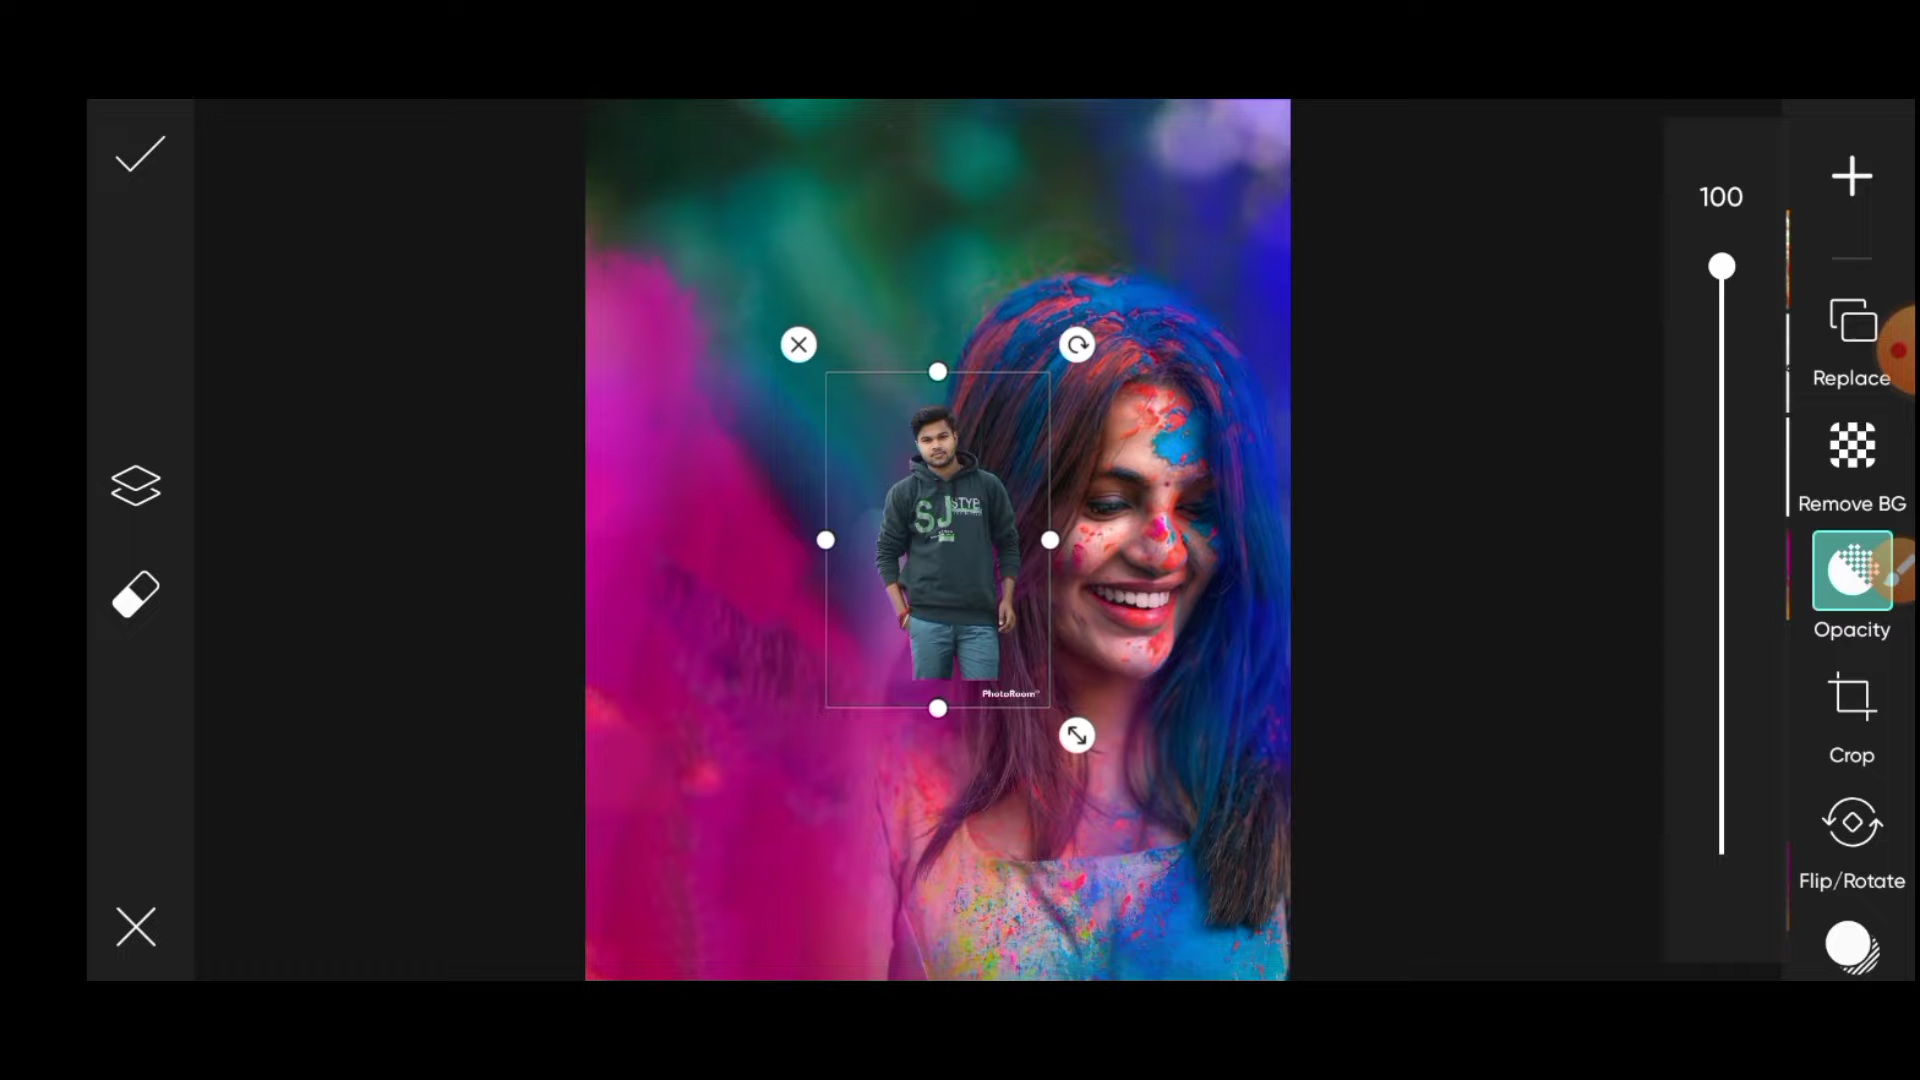 100
Replace
Remove BG
Opacity
Crop
Flip/Rotate
SJ
STYP
PhotoRoom